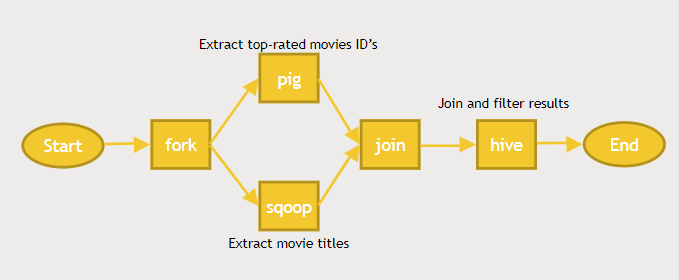 Extract top-rated movies ID's
pig
Join and filter results
Start
fork
join
hive
End
sqoop
Extract movie titles